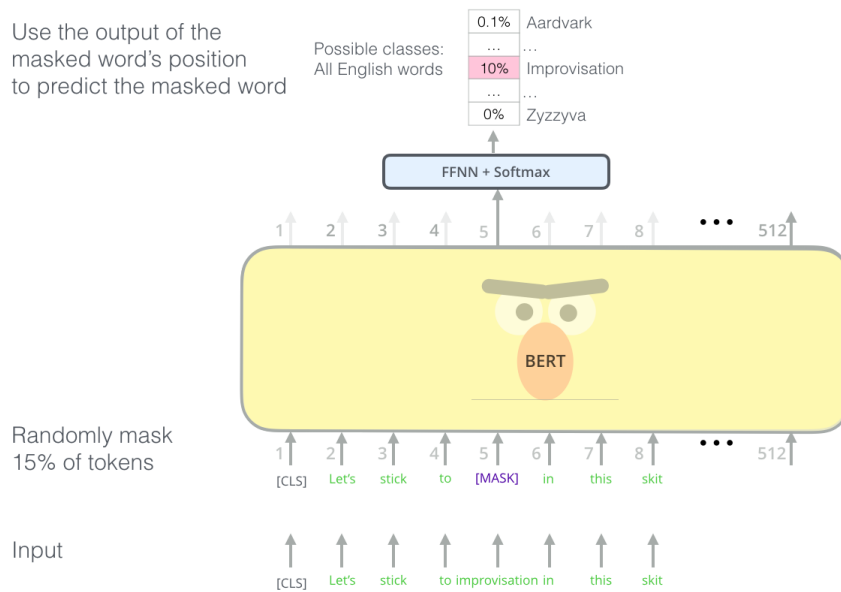 Use the output of the
masked word's position
to predict the masked word
Possible classes:
All English words
0.1% Aardvark
... ...
10% Improvisation
... ...
0% Zyzzyva
FFNN + Softmax
1 2 3 4 5 6 7 8 ••• 512
BERT
Randomly mask
15% of tokens
1 2 3 4 5 6 7 8 ••• 512
[CLS] Let's stick to [MASK] in this skit
Input
[CLS] Let's stick to improvisation in this skit